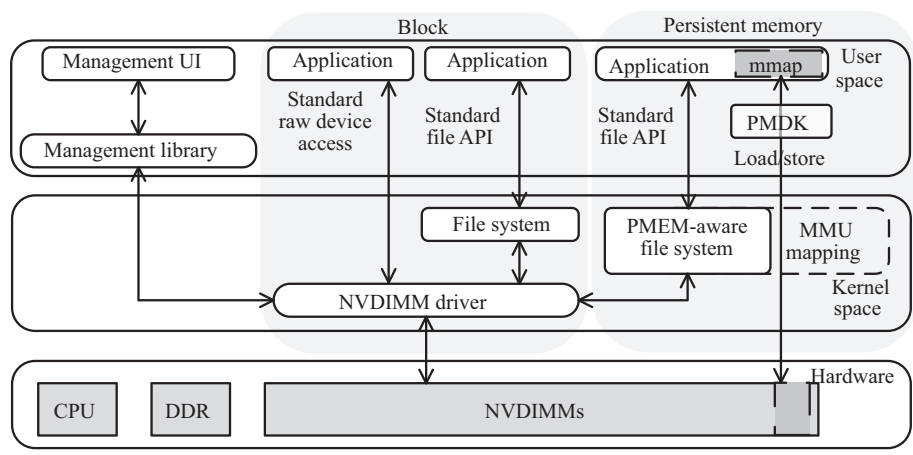 Block
Persistent memory
Management UI
Application
Application
Application
mmap
User
space
Standard
raw device
access
Standard
file API
Standard
file API
PMDK
Management library
Load/store
File system
PMEM-aware
file system
MMU
mapping
Kernel
space
NVDIMM driver
Hardware
CPU
DDR
NVDIMMs